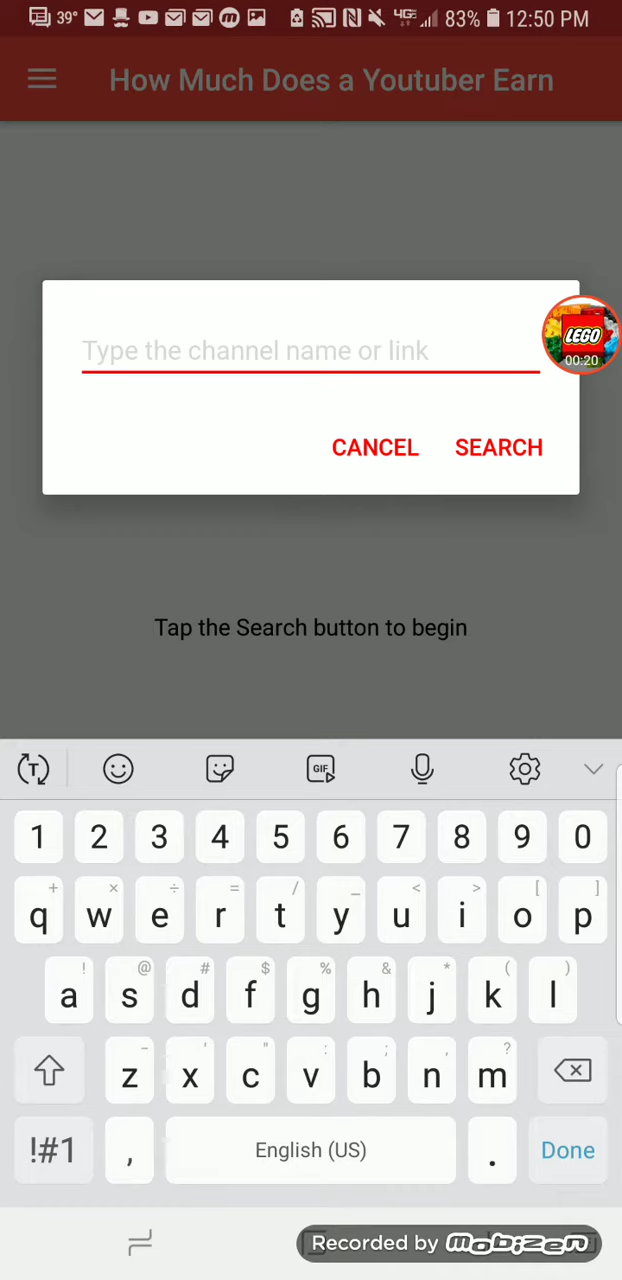 39° 4GE 83% 12:50 PM
How Much Does a Youtuber Earn
Type the channel name or link
LEGO
00:20
CANCEL SEARCH
Tap the Search button to begin
T GIF
1 2 3 4 5 6 7 8 9 0
+ × ÷ = / _ < > [ ]
q w e r t y u i o p
! @ # $ % & * ( )
a s d f g h j k l
- ' " : ; , ?
z x c v b n m
!#1 , English (US) . Done
Recorded by mobizen